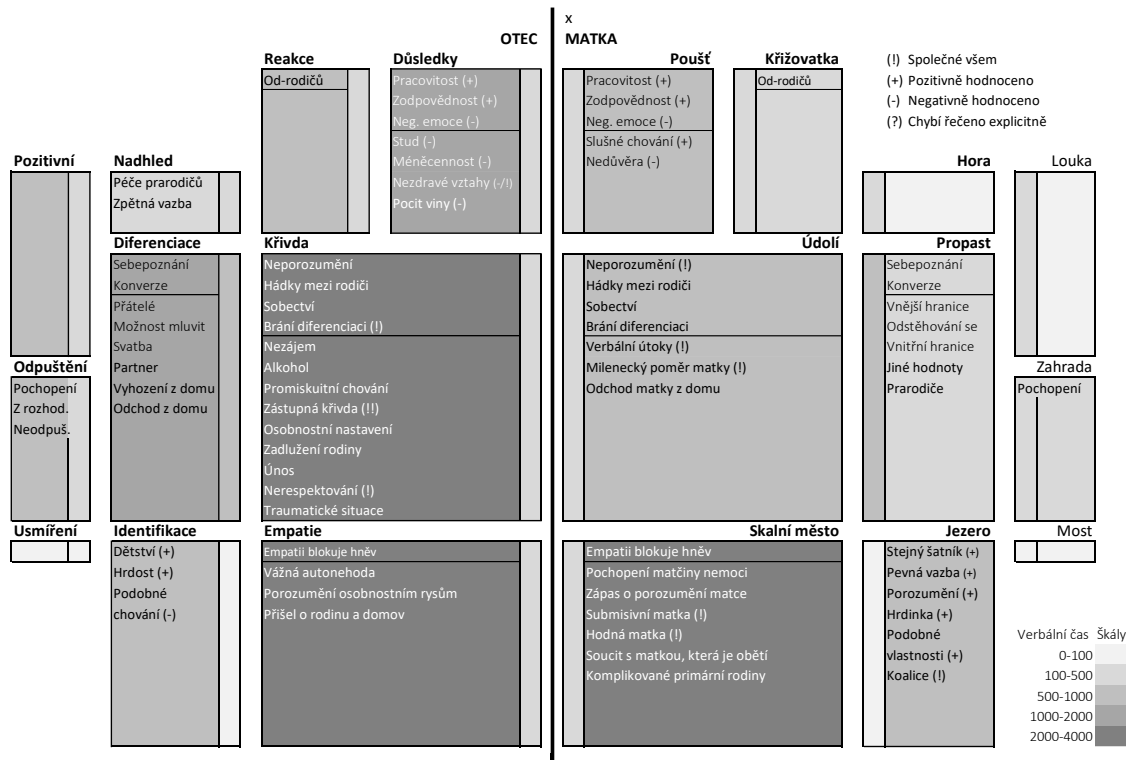 x
OTEC
MATKA
Reakce
Od-rodičů
Důsledky
Pracovitost (+)
Zodpovědnost (+)
Neg. emoce (-)
Stud (-)
Méněcennost (-)
Nezdravé vztahy (-/!)
Pocit viny (-)
Poušť
Pracovitost (+)
Zodpovědnost (+)
Neg. emoce (-)
Slušné chování (+)
Nedůvěra (-)
Křižovatka
Od-rodičů
(!) Společné všem
(+) Pozitivně hodnoceno
(-) Negativně hodnoceno
(?) Chybí řečeno explicitně
Pozitivní
Nadhled
Péče prarodičů
Zpětná vazba
Hora
Louka
Diferenciace
Sebepoznání
Konverze
Přátelé
Možnost mluvit
Svatba
Partner
Vyhození z domu
Odchod z domu
Křivda
Neporozumění
Hádky mezi rodiči
Sobectví
Brání diferenciaci (!)
Nezájem
Alkohol
Promiskuitní chování
Zástupná křivda (!!)
Osobnostní nastavení
Zadlužení rodiny
Únos
Nerespektování (!)
Traumatické situace
Údolí
Neporozumění (!)
Hádky mezi rodiči
Sobectví
Brání diferenciaci
Verbální útoky (!)
Milenecký poměr matky (!)
Odchod matky z domu
Propast
Sebepoznání
Konverze
Vnější hranice
Odstěhování se
Vnitřní hranice
Jiné hodnoty
Prarodiče
Odpuštění
Pochopení
Z rozhod.
Neodpuš.
Zahrada
Pochopení
Usmíření
Identifikace
Dětství (+)
Hrdost (+)
Podobné
chování (-)
Empatie
Empatii blokuje hněv
Vážná autonehoda
Porozumění osobnostním rysům
Přišel o rodinu a domov
Skalní město
Empatii blokuje hněv
Pochopení matčiny nemoci
Zápas o porozumění matce
Submisivní matka (!)
Hodná matka (!)
Soucit s matkou, která je obětí
Komplikované primární rodiny
Jezero
Stejný šatník (+)
Pevná vazba (+)
Porozumění (+)
Hrdinka (+)
Podobné
vlastnosti (+)
Koalice (!)
Most
Verbální čas Škály
0-100
100-500
500-1000
1000-2000
2000-4000